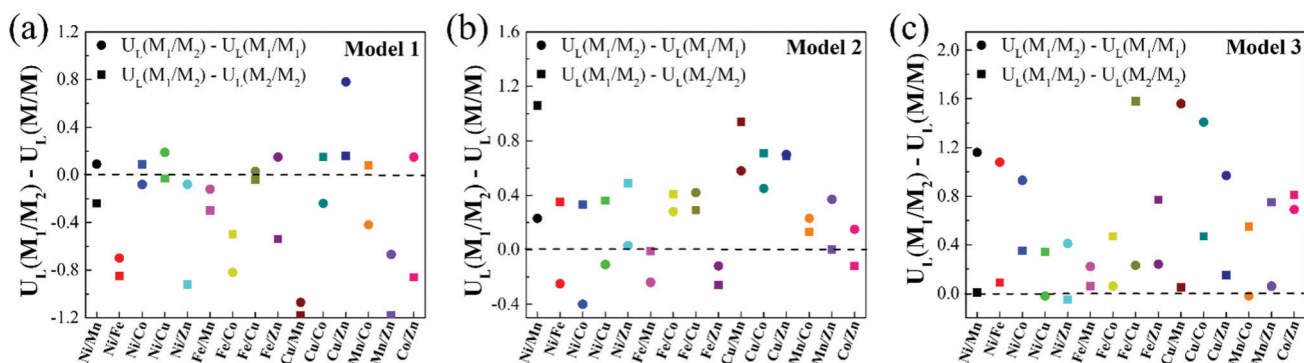 (a)
U_L(M_1/M_2) - U_L(M/M)
1.2
0.8
0.4
0.0
-0.4
-0.8
-1.2
U_L(M_1/M_2) - U_L(M_1/M_1)
U_L(M_1/M_2) - U_L(M_2/M_2)
Model 1
Ni/Mn
Ni/Fe
Ni/Co
Ni/Cu
Ni/Zn
Fe/Mn
Fe/Co
Fe/Cu
Fe/Zn
Cu/Mn
Cu/Co
Cu/Zn
Mn/Co
Mn/Zn
Co/Zn
(b)
U_L(M_1/M_2) - U_L(M/M)
1.6
1.2
0.8
0.4
0.0
-0.4
U_L(M_1/M_2) - U_L(M_1/M_1)
U_L(M_1/M_2) - U_L(M_2/M_2)
Model 2
Ni/Mn
Ni/Fe
Ni/Co
Ni/Cu
Ni/Zn
Fe/Mn
Fe/Co
Fe/Cu
Fe/Zn
Cu/Mn
Cu/Co
Cu/Zn
Mn/Co
Mn/Zn
Co/Zn
(c)
U_L(M_1/M_2) - U_L(M/M)
2.0
1.6
1.2
0.8
0.4
0.0
U_L(M_1/M_2) - U_L(M_1/M_1)
U_L(M_1/M_2) - U_L(M_2/M_2)
Model 3
Ni/Mn
Ni/Fe
Ni/Co
Ni/Cu
Ni/Zn
Fe/Mn
Fe/Co
Fe/Cu
Fe/Zn
Cu/Mn
Cu/Co
Cu/Zn
Mn/Co
Mn/Zn
Co/Zn